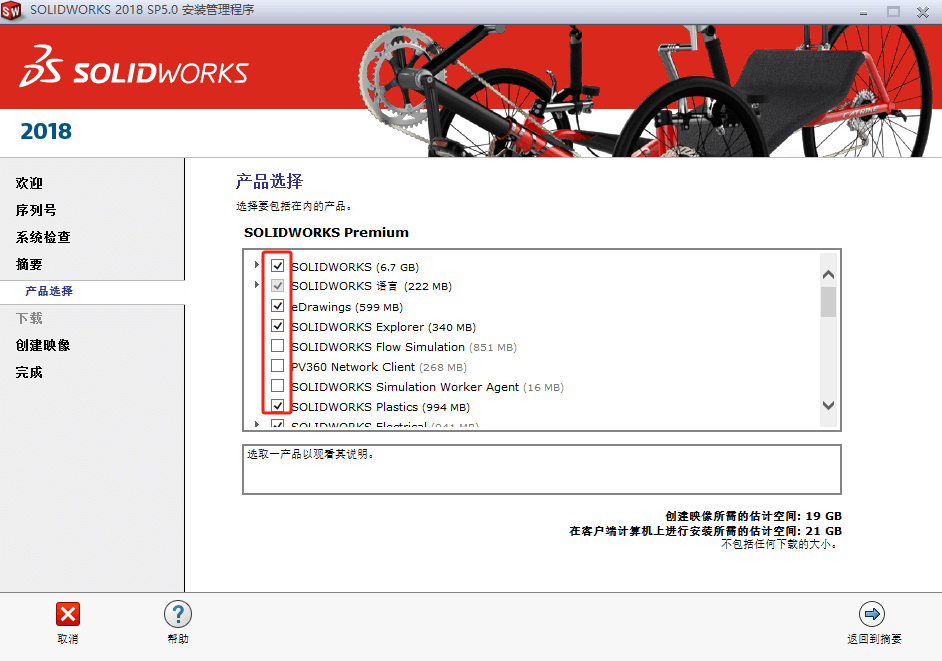 SOLIDWORKS 2018 SP5.0 安装管理程序
SOLIDWORKS
CATRIKE
2018
欢迎
序列号
系统检查
摘要
产品选择
下载
创建映像
完成
产品选择
选择要包括在内的产品。
SOLIDWORKS Premium
SOLIDWORKS (6.7 GB)
SOLIDWORKS 语言 (222 MB)
eDrawings (599 MB)
SOLIDWORKS Explorer (340 MB)
SOLIDWORKS Flow Simulation (851 MB)
PV360 Network Client (268 MB)
SOLIDWORKS Simulation Worker Agent (16 MB)
SOLIDWORKS Plastics (994 MB)
SOLIDWORKS Electrical (941 MB)
选取一产品以观看其说明。
创建映像所需的估计空间: 19 GB
在客户端计算机上进行安装所需的估计空间: 21 GB
不包括任何下载的大小。
取消
帮助
返回到摘要